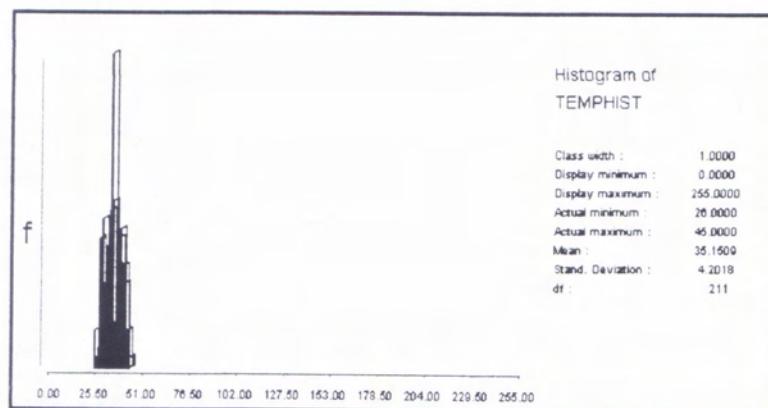 Histogram of
TEMPHIST
Class width : 1.0000
Display minimum : 0.0000
Display maximum : 255.0000
Actual minimum : 26.0000
Actual maximum : 45.0000
Mean : 35.1509
Stand. Deviation : 4.2018
df : 211
f
0.00 25.50 51.00 76.50 102.00 127.50 153.00 178.50 204.00 229.50 255.00